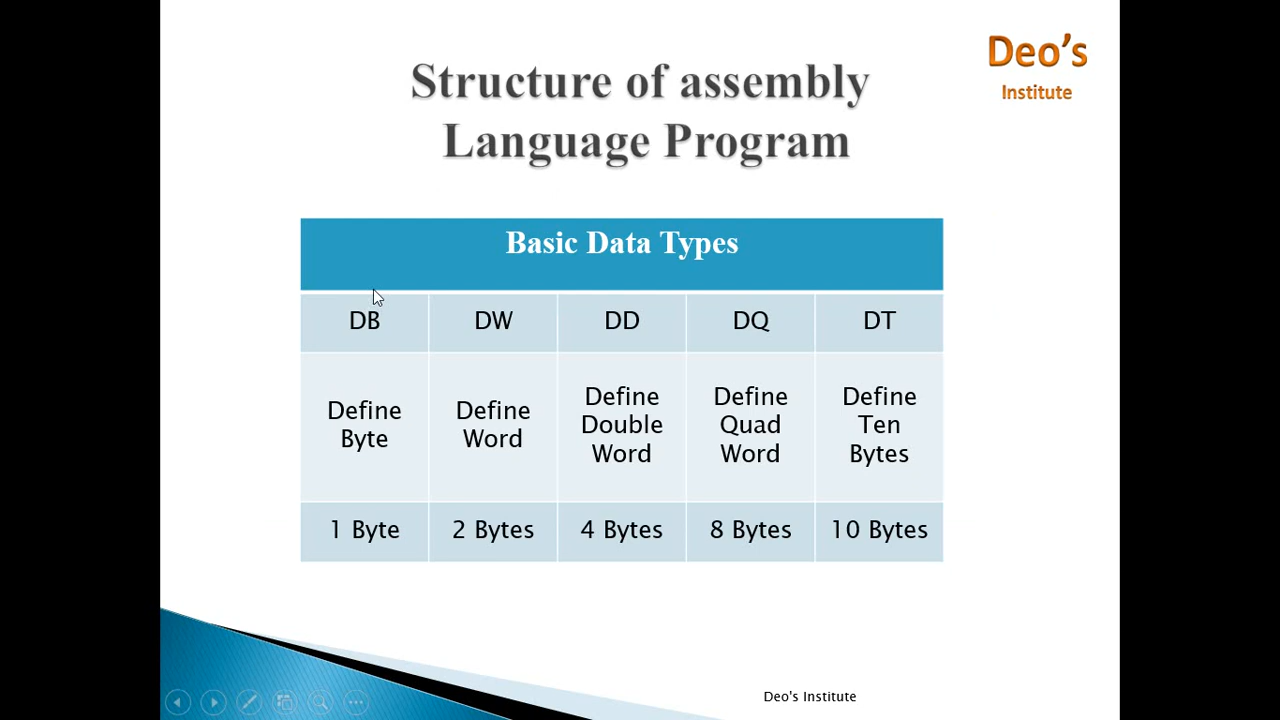 Deo's
Institute
Structure of assembly
Language Program
Basic Data Types
DB DW DD DQ DT
Define Byte Define Word Define Double Word Define Quad Word Define Ten Bytes
1 Byte 2 Bytes 4 Bytes 8 Bytes 10 Bytes
Deo's Institute